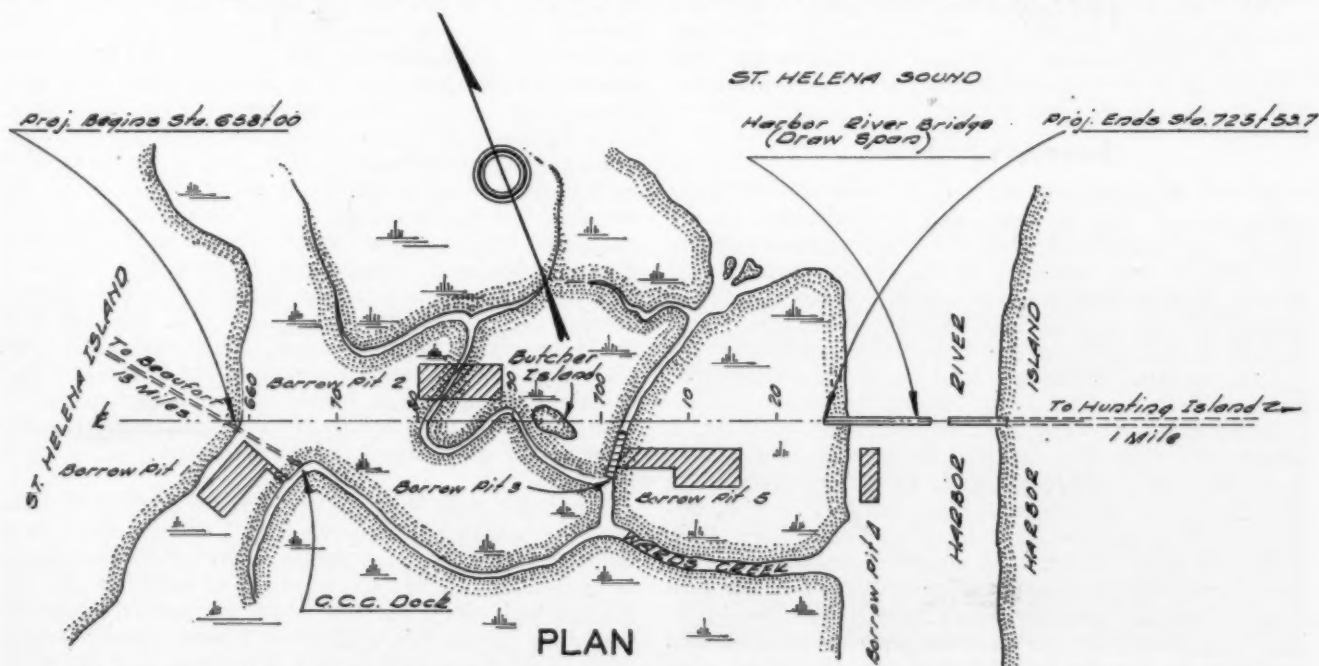 ST. HELENA SOUND
Proj. Begins Sta. 658+00
Harbor River Bridge
(Draw Span)
Proj. Ends Sta. 725+53.7
ST. HELENA ISLAND
To Beaufort
18 Miles
Borrow Pit 2
Butcher
Island
RIVER
ISLAND
660
70
80
90
100
10
20
To Hunting Island
1 Mile
Borrow Pit 1
Borrow Pit 3
Borrow Pit 5
Borrow Pit 4
HARBOR
HARBOR
WARDS CREEK
C.C.C. Dock
PLAN